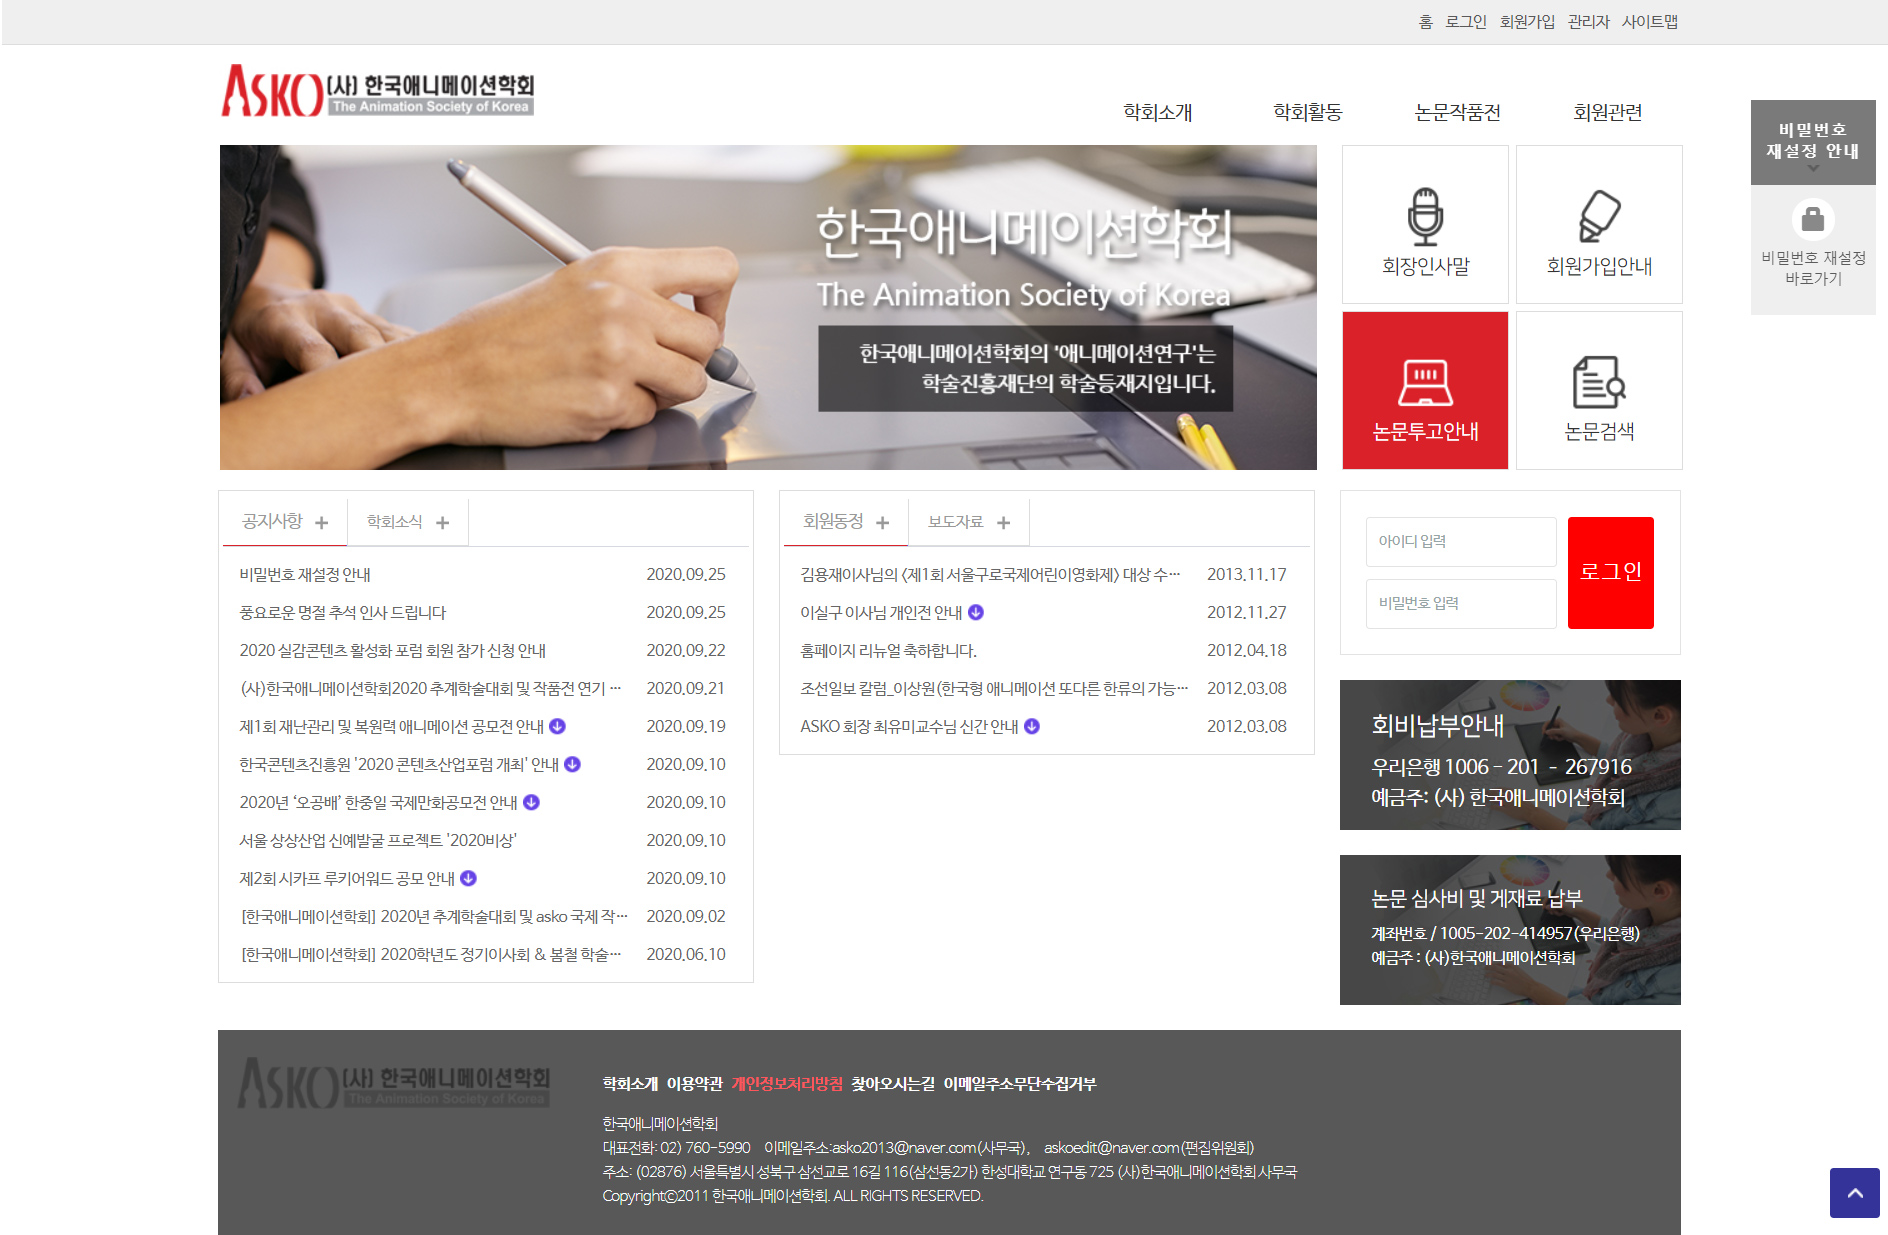 홈 로그인 회원가입 관리자 사이트맵
ASKO (사) 한국애니메이션학회
The Animation Society of Korea
학회소개 학회활동 논문작품전 회원관련
비밀번호
재설정 안내
비밀번호 재설정
바로가기
한국애니메이션학회
The Animation Society of Korea
한국애니메이션학회의 '애니메이션연구'는
학술진흥재단의 학술등재지입니다.
회장인사말
회원가입안내
논문투고안내
논문검색
공지사항 + 학회소식 +
비밀번호 재설정 안내 2020.09.25
풍요로운 명절 추석 인사 드립니다 2020.09.25
2020 실감콘텐츠 활성화 포럼 회원 참가 신청 안내 2020.09.22
(사)한국애니메이션학회2020 추계학술대회 및 작품전 연기 … 2020.09.21
제1회 재난관리 및 복원력 애니메이션 공모전 안내 2020.09.19
한국콘텐츠진흥원 '2020 콘텐츠산업포럼 개최' 안내 2020.09.10
2020년 ‘오공배’ 한중일 국제만화공모전 안내 2020.09.10
서울 상상산업 신예발굴 프로젝트 '2020비상' 2020.09.10
제2회 시카프 루키어워드 공모 안내 2020.09.10
[한국애니메이션학회] 2020년 추계학술대회 및 asko 국제 작… 2020.09.02
[한국애니메이션학회] 2020학년도 정기이사회 & 봄철 학술… 2020.06.10
회원동정 + 보도자료 +
김용재이사님의 <제1회 서울구로국제어린이영화제> 대상 수… 2013.11.17
이실구 이사님 개인전 안내 2012.11.27
홈페이지 리뉴얼 축하합니다. 2012.04.18
조선일보 칼럼_이상원(한국형 애니메이션 또다른 한류의 가능… 2012.03.08
ASKO 회장 최유미교수님 신간 안내 2012.03.08
아이디 입력
비밀번호 입력
로그인
회비납부안내
우리은행 1006 - 201 - 267916
예금주: (사) 한국애니메이션학회
논문 심사비 및 게재료 납부
계좌번호 / 1005-202-414957(우리은행)
예금주 : (사)한국애니메이션학회
ASKO (사) 한국애니메이션학회
The Animation Society of Korea
학회소개 이용약관 개인정보처리방침 찾아오시는길 이메일주소무단수집거부
한국애니메이션학회
대표전화: 02) 760-5990 이메일주소:asko2013@naver.com(사무국), askoedit@naver.com(편집위원회)
주소: (02876) 서울특별시 성북구 삼선교로 16길 116(삼선동2가) 한성대학교 연구동 725 (사)한국애니메이션학회 사무국
Copyrightⓒ2011 한국애니메이션학회. ALL RIGHTS RESERVED.